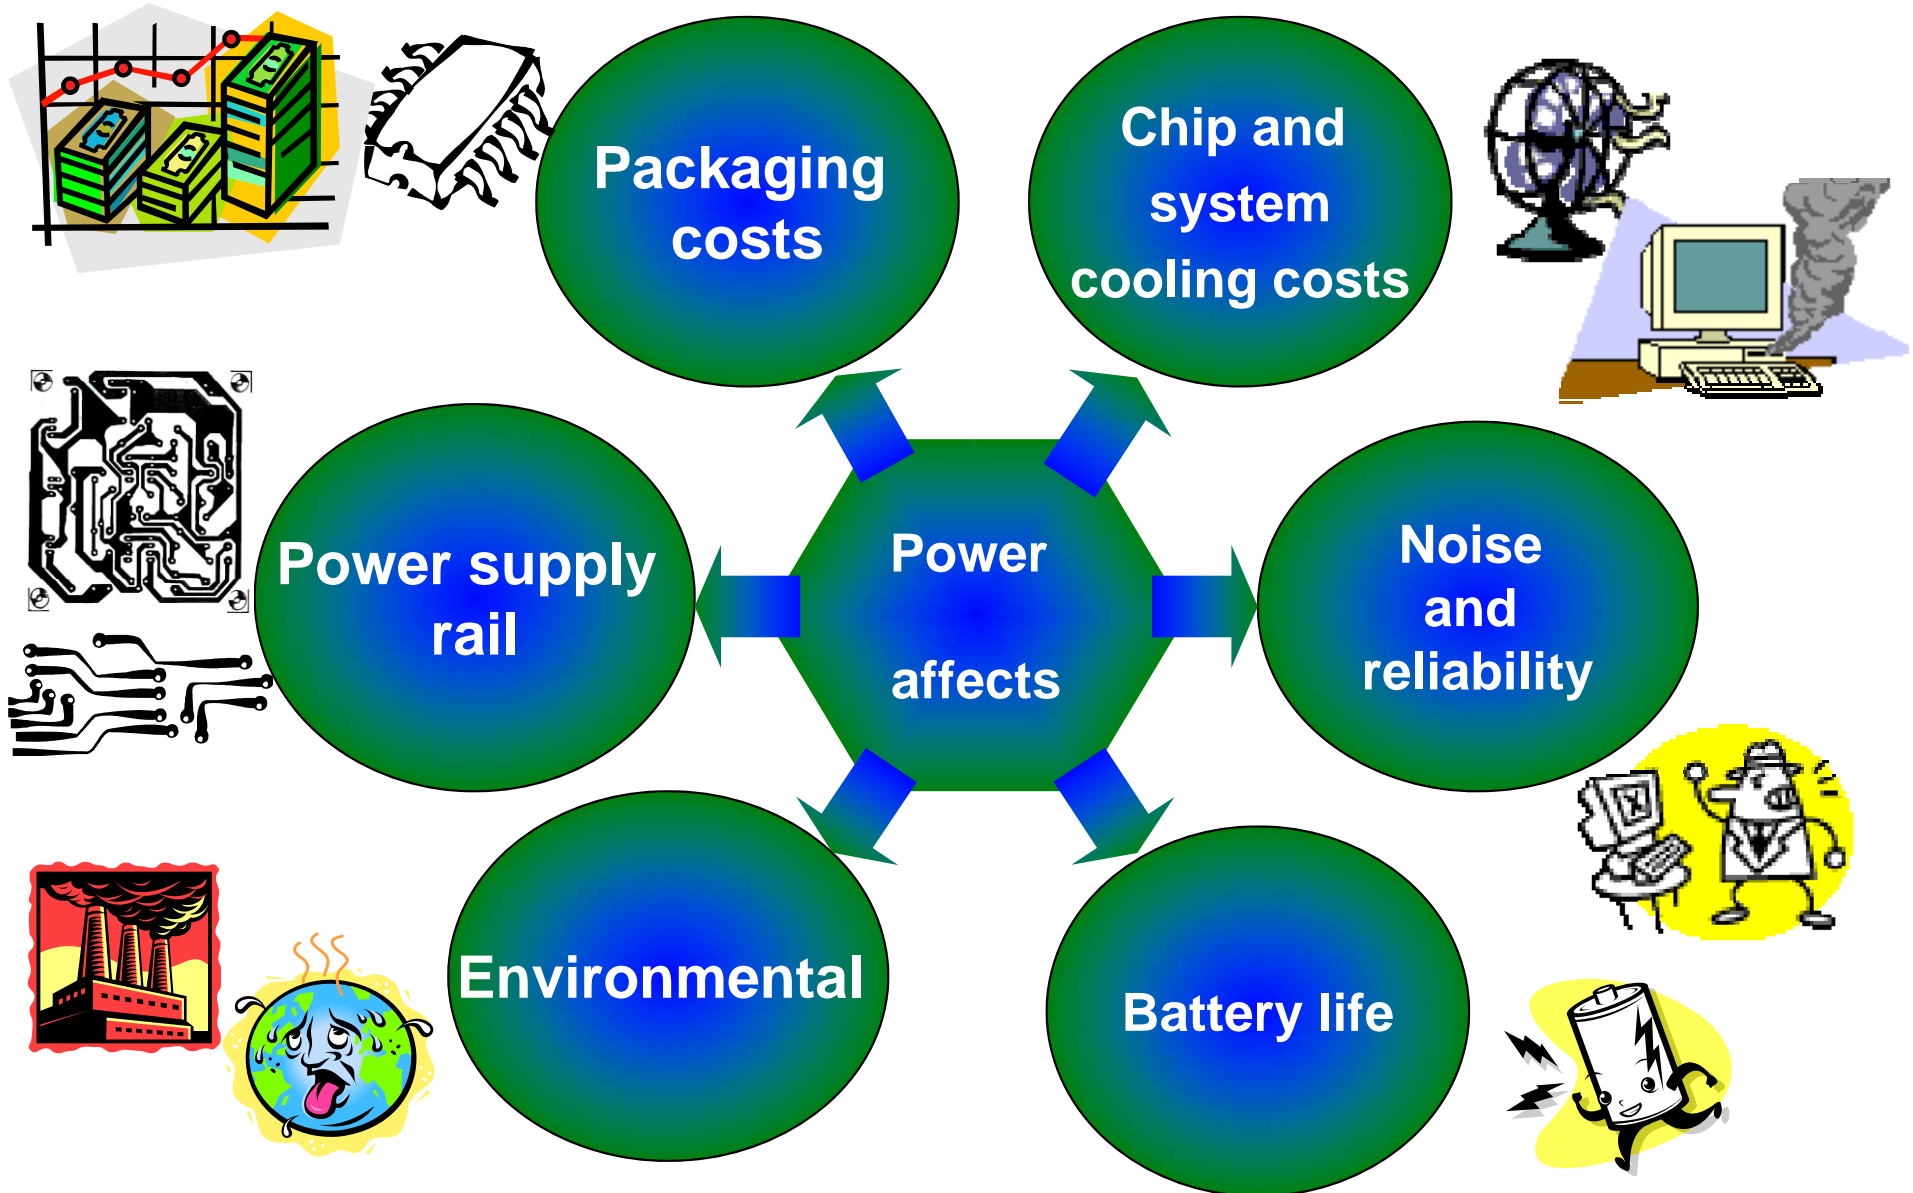 Packaging
costs
Chip and
system
cooling costs
Power supply
rail
Power
affects
Noise
and
reliability
Environmental
Battery life